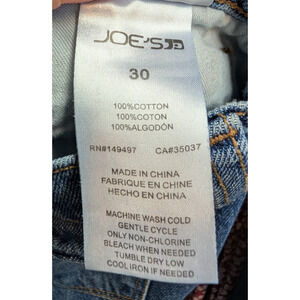 JOE'S
30
100%COTTON
100%COTON
100%ALGODÓN
RN#149497 CA#35037
MADE IN CHINA
FABRIQUE EN CHINE
HECHO EN CHINA
MACHINE WASH COLD
GENTLE CYCLE
ONLY NON-CHLORINE
BLEACH WHEN NEEDED
TUMBLE DRY LOW
COOL IRON IF NEEDED